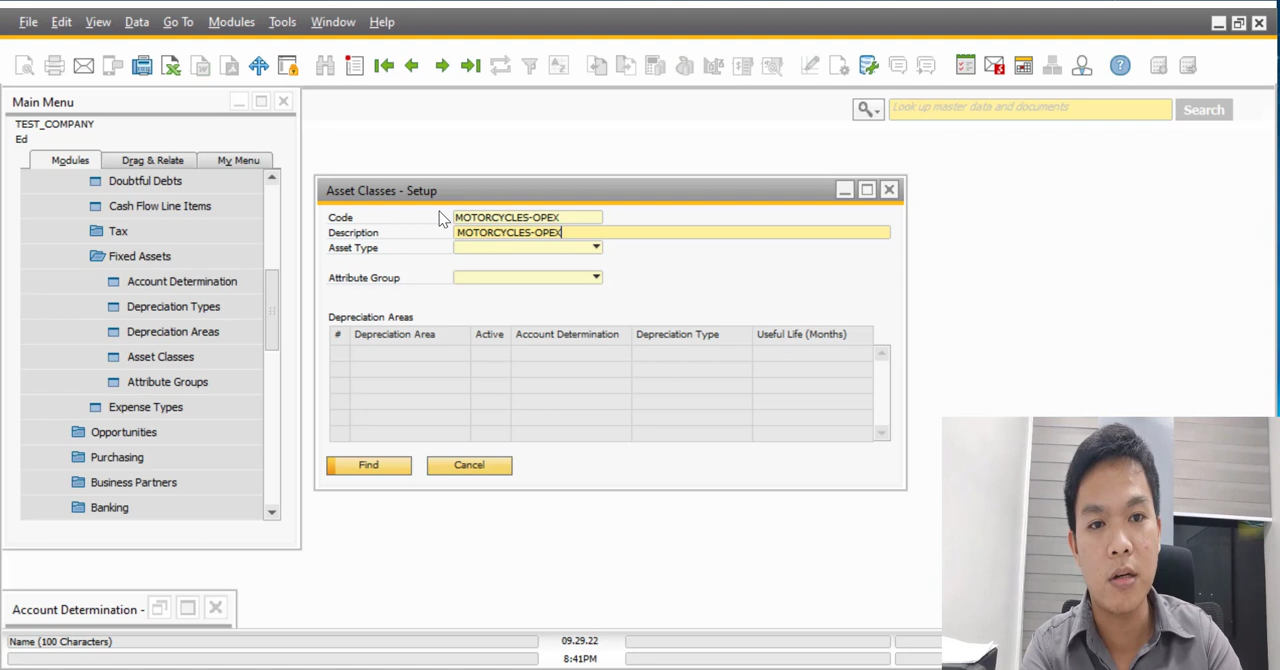 File Edit View Data Go To Modules Tools Window Help
Main Menu
TEST_COMPANY
Ed
Look up master data and documents
Search
Modules Drag & Relate My Menu
Doubtful Debts
Cash Flow Line Items
Tax
Fixed Assets
Account Determination
Depreciation Types
Depreciation Areas
Asset Classes
Attribute Groups
Expense Types
Opportunities
Purchasing
Business Partners
Banking
Asset Classes - Setup
Code MOTORCYCLES-OPEX
Description MOTORCYCLES-OPEX
Asset Type
Attribute Group
Depreciation Areas
# Depreciation Area Active Account Determination Depreciation Type Useful Life (Months)
Find Cancel
Account Determination -
Name (100 Characters) 09.29.22
8:41PM